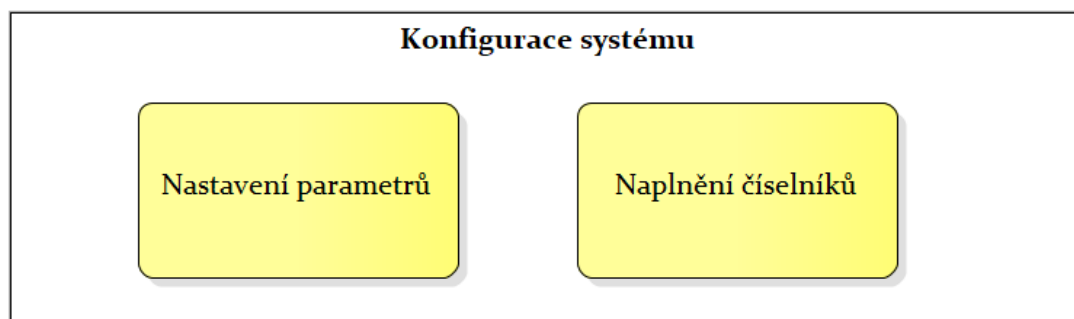 Konfigurace systému
Nastavení parametrů
Naplnění číselníků